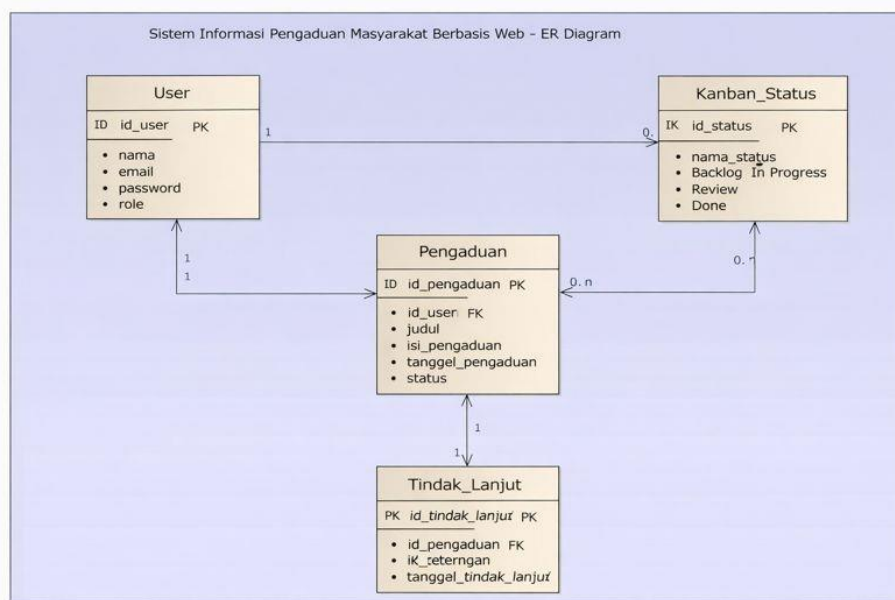 Sistem Informasi Pengaduan Masyarakat Berbasis Web - ER Diagram
User
ID id_user PK
• nama
• email
• password
• role
1
0.
Kanban_Status
IK id_status PK
• nama_status
• Backlog In Progress
• Review
• Done
1
1
0. n
0. n
Pengaduan
ID id_pengaduan PK
• id_user FK
• judul
• isi_pengaduan
• tanggel_pengaduan
• status
1
1.
Tindak_Lanjut
PK id_tindak_lanjut PK
• id_pengaduan FK
• tanggal_tindak_lanjut